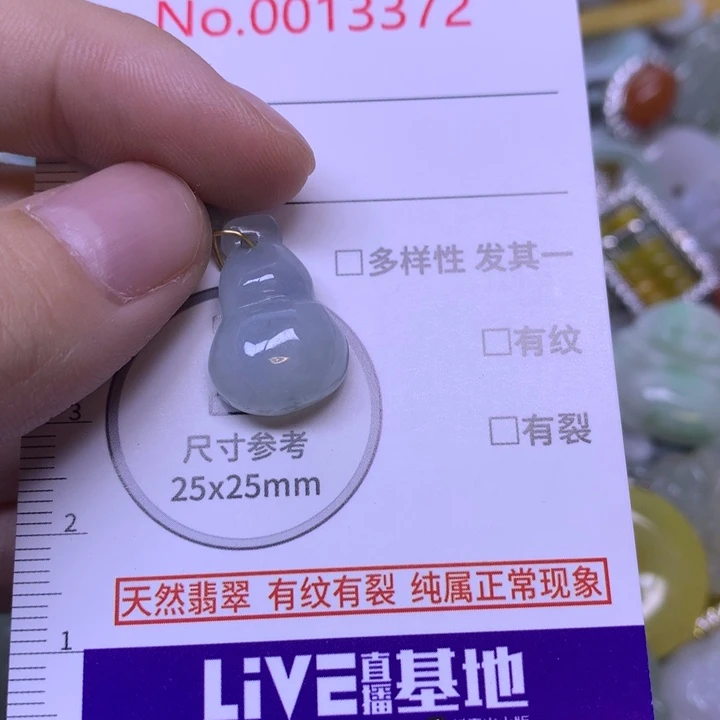 No.0013372
□多样性 发其一
□有纹
□有裂
尺寸参考
25x25mm
3
2
1
天然翡翠 有纹有裂 纯属正常现象
LiVE直播基地